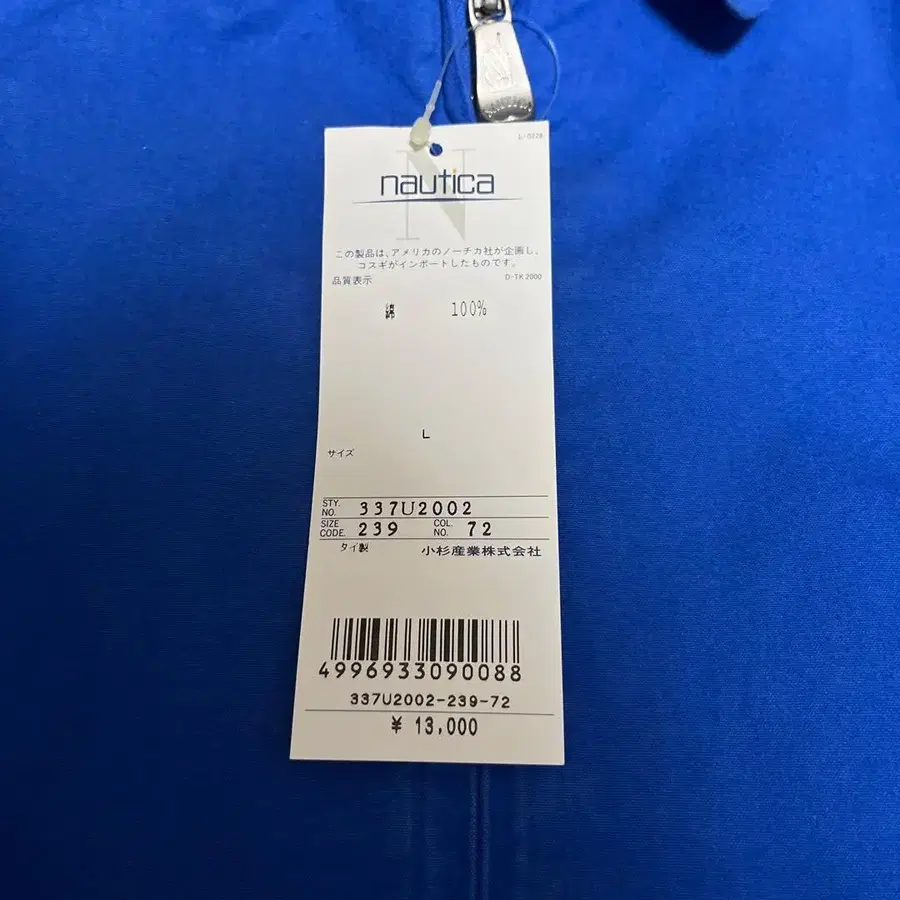 nautica
この製品は、アメリカのノーチカ社が企画し、
コスギがインポートしたものです。
品質表示 D-TK 2000
綿 100%
L
サイズ
STY. NO. 337U2002
SIZE CODE. 239 COL. NO. 72
タイ製 小杉産業株式会社
4996933090088
337U2002-239-72
¥ 13,000